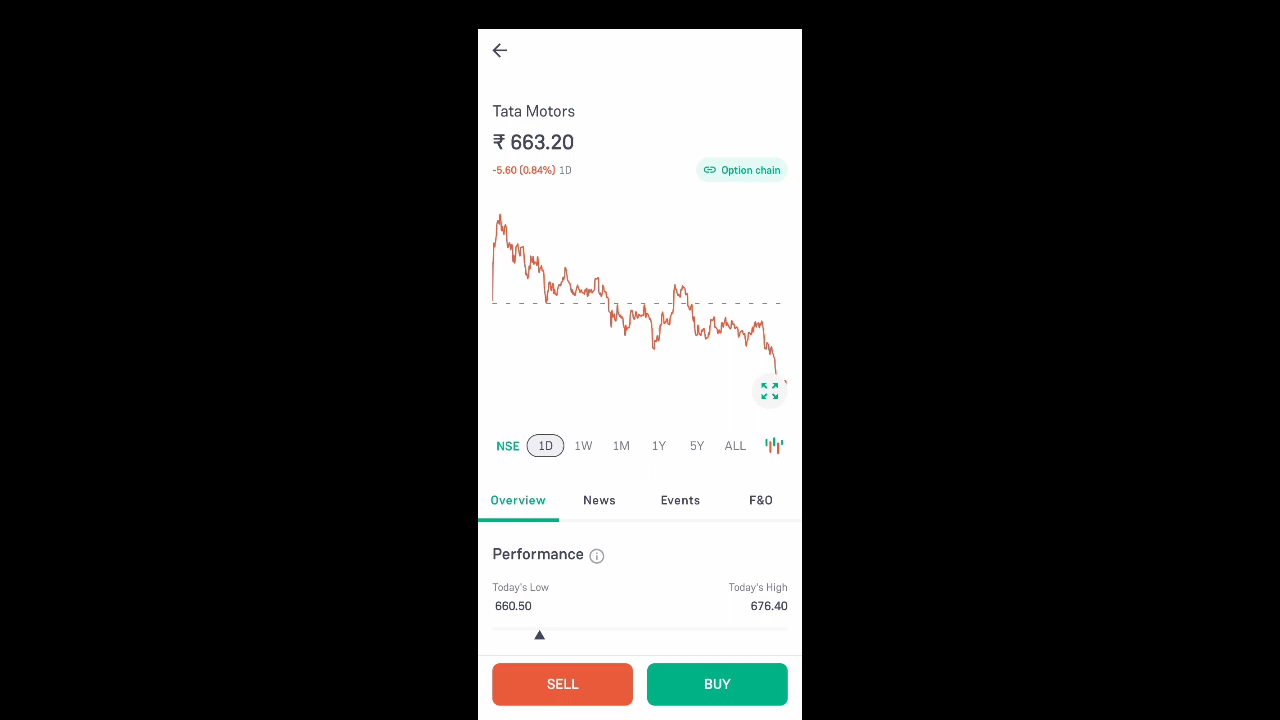 Tata Motors
₹ 663.20
-5.60 (0.84%) 1D
Option chain
NSE 1D 1W 1M 1Y 5Y ALL
Overview News Events F&O
Performance
Today's Low Today's High
660.50 676.40
SELL BUY